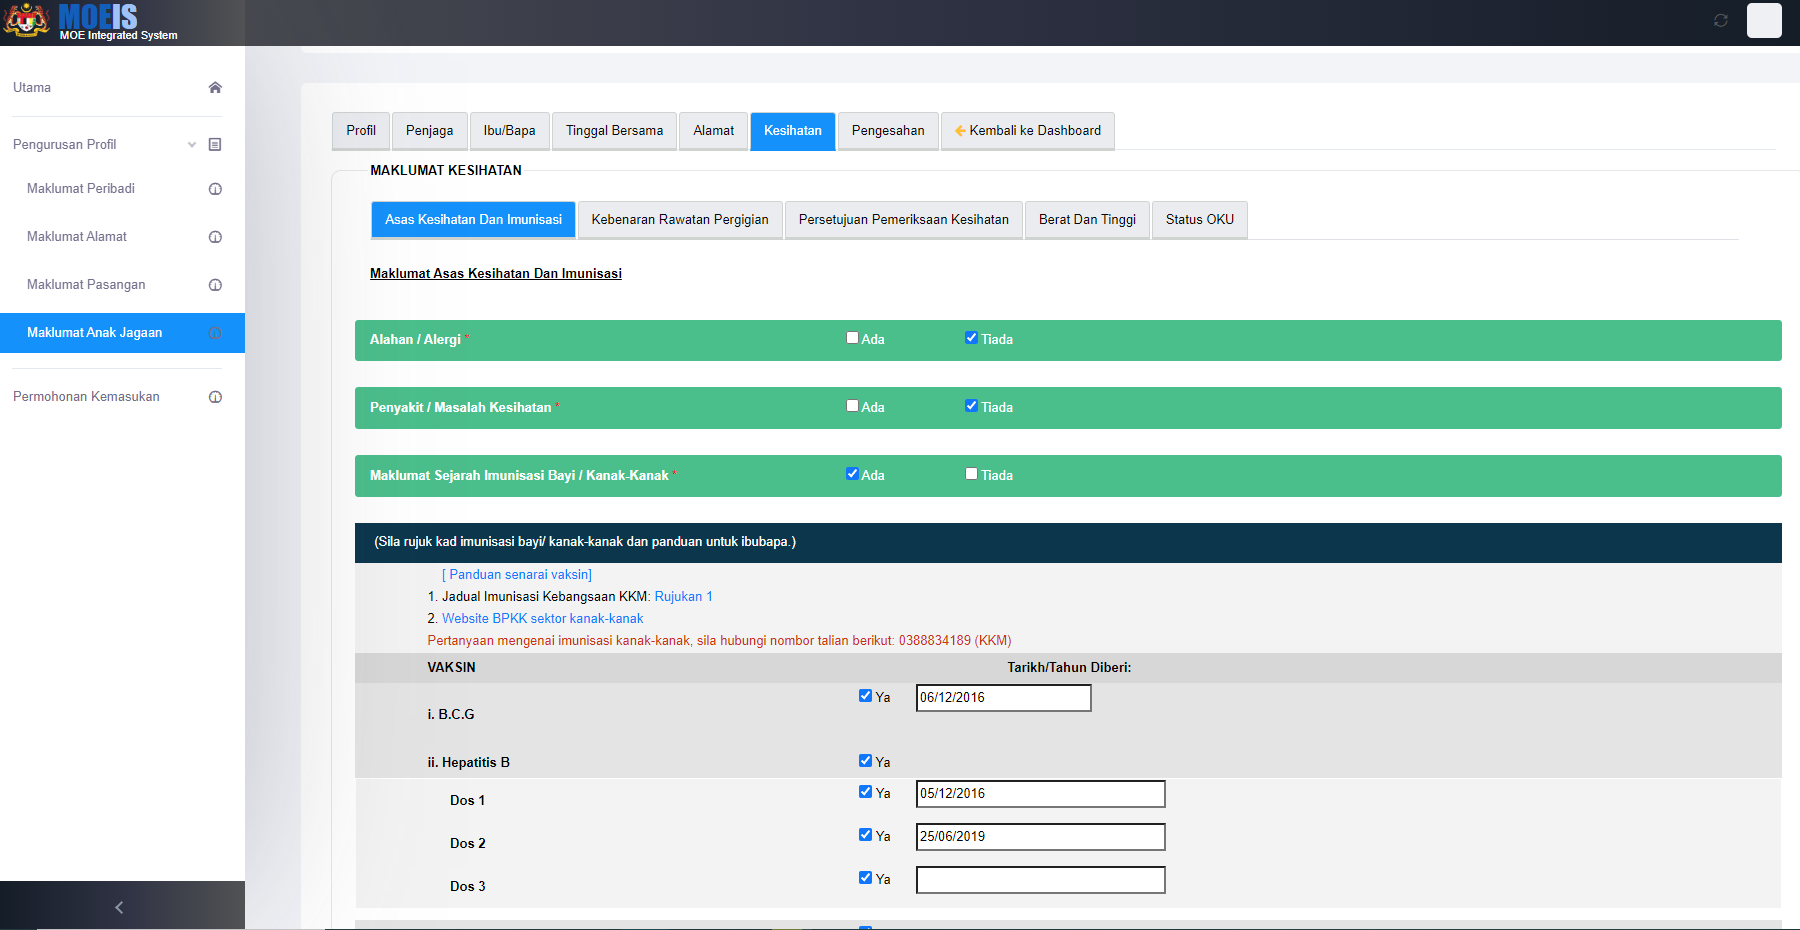 MOEIS
MOE Integrated System
Utama
Pengurusan Profil
Maklumat Peribadi
Maklumat Alamat
Maklumat Pasangan
Maklumat Anak Jagaan
Permohonan Kemasukan
Profil Penjaga Ibu/Bapa Tinggal Bersama Alamat Kesihatan Pengesahan Kembali ke Dashboard
MAKLUMAT KESIHATAN
Asas Kesihatan Dan Imunisasi Kebenaran Rawatan Pergigian Persetujuan Pemeriksaan Kesihatan Berat Dan Tinggi Status OKU
Maklumat Asas Kesihatan Dan Imunisasi
Alahan / Alergi * Ada Tiada
Penyakit / Masalah Kesihatan * Ada Tiada
Maklumat Sejarah Imunisasi Bayi / Kanak-Kanak * Ada Tiada
(Sila rujuk kad imunisasi bayi/ kanak-kanak dan panduan untuk ibubapa.)
[ Panduan senarai vaksin]
1. Jadual Imunisasi Kebangsaan KKM: Rujukan 1
2. Website BPKK sektor kanak-kanak
Pertanyaan mengenai imunisasi kanak-kanak, sila hubungi nombor talian berikut: 0388834189 (KKM)
VAKSIN Tarikh/Tahun Diberi:
i. B.C.G Ya 06/12/2016
ii. Hepatitis B Ya
Dos 1 Ya 05/12/2016
Dos 2 Ya 25/06/2019
Dos 3 Ya